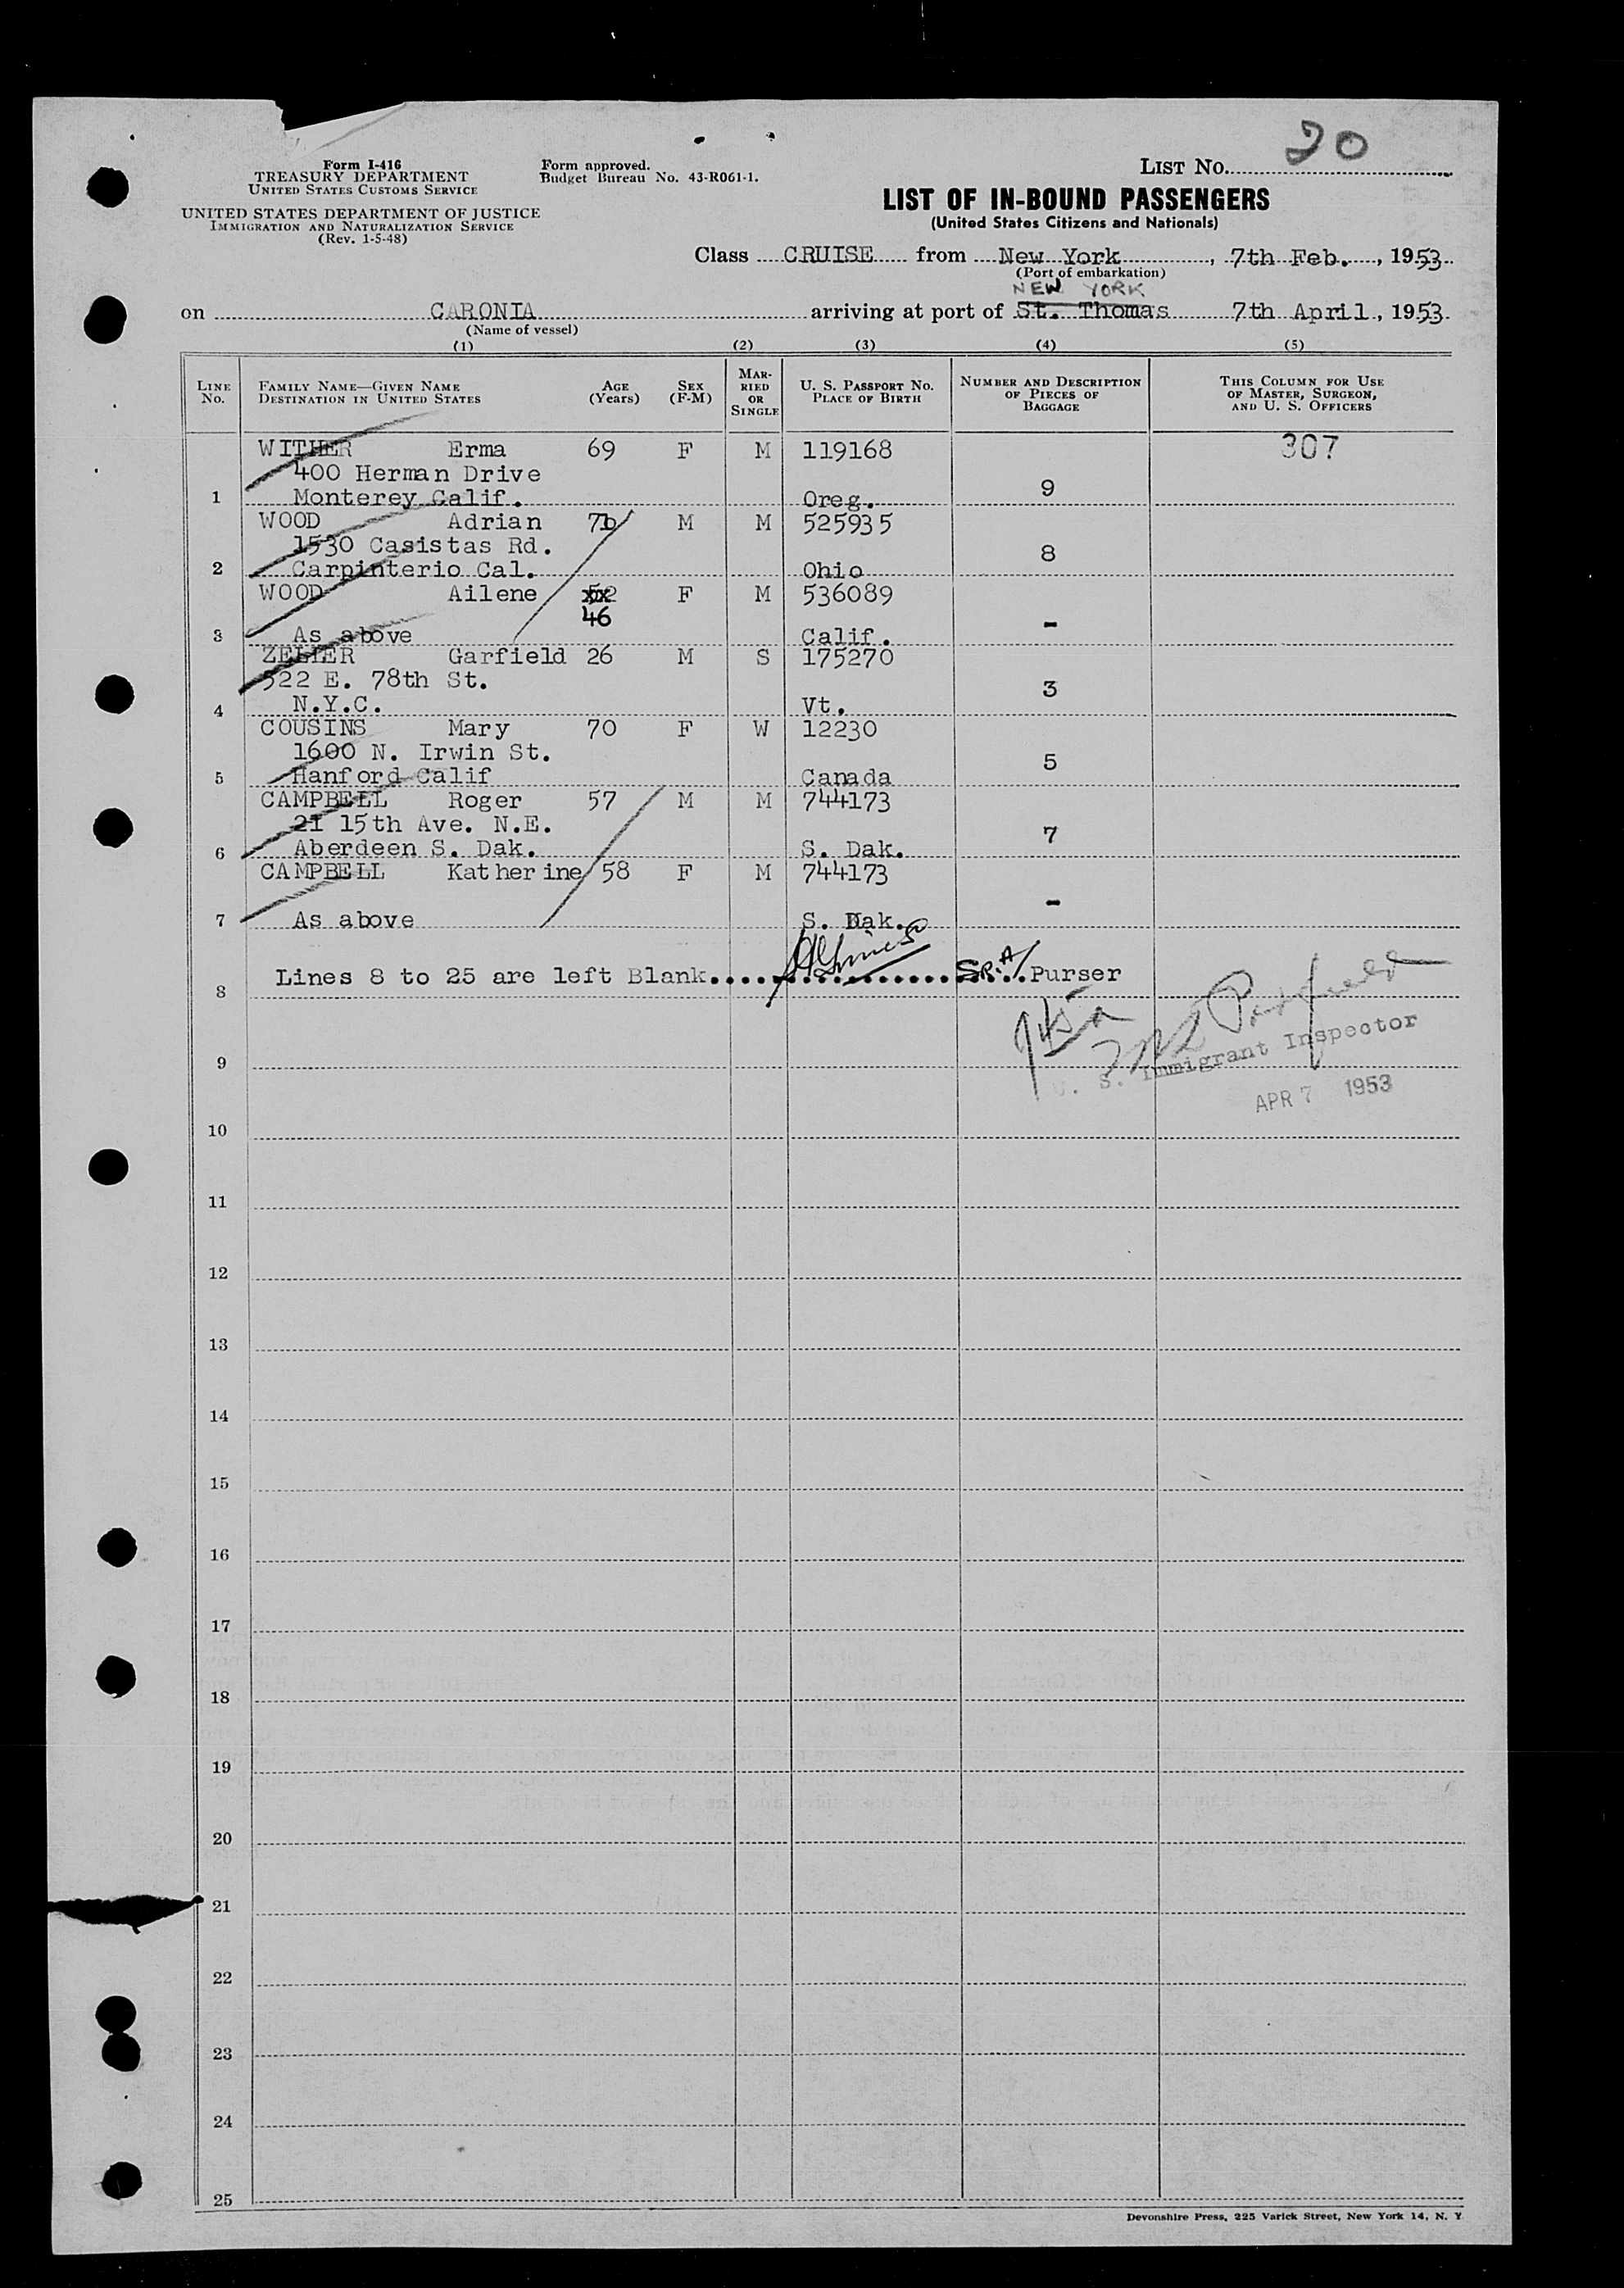 Form I-416
TREASURY DEPARTMENT
UNITED STATES CUSTOMS SERVICE
UNITED STATES DEPARTMENT OF JUSTICE
IMMIGRATION AND NATURALIZATION SERVICE
(Rev. 1-5-48)
Form approved.
Budget Bureau No. 43-R061-1.
LIST No. 20
LIST OF IN-BOUND PASSENGERS
(United States Citizens and Nationals)
Class CRUISE from New York, 7th Feb., 1953
(Port of embarkation)
NEW YORK
on CARONIA arriving at port of St. Thomas 7th April, 1953
(Name of vessel)
(1) (2) (3) (4) (5)
LINE No. FAMILY NAME—GIVEN NAME DESTINATION IN UNITED STATES AGE (Years) SEX (F-M) MARRIED OR SINGLE U. S. PASSPORT No. PLACE OF BIRTH NUMBER AND DESCRIPTION OF PIECES OF BAGGAGE THIS COLUMN FOR USE OF MASTER, SURGEON, AND U. S. OFFICERS
WITHER Erma 69 F M 119168 307
400 Herman Drive
1 Monterey Calif. Oreg. 9
WOOD Adrian M M 525935
1530 Casistas Rd.
2 Carpinterio Cal. Ohio 8
WOOD Ailene 52 F M 536089
46
3 As above Calif. -
ZELLER Garfield 26 M S 175270
522 E. 78th St.
4 N.Y.C. Vt. 3
COUSINS Mary 70 F W 12230
1600 N. Irwin St.
5 Hanford Calif Canada 5
CAMPBELL Roger 57 M M 744173
21 15th Ave. N.E.
6 Aberdeen S. Dak. S. Dak. 7
CAMPBELL Katherine 58 F M 744173
7 As above S. Dak. -
Lines 8 to 25 are left Blank Purser
8
U. S. Immigrant Inspector
9
APR 7 1953
10
11
12
13
14
15
16
17
18
19
20
21
22
23
24
25
Devonshire Press, 225 Varick Street, New York 14, N. Y.